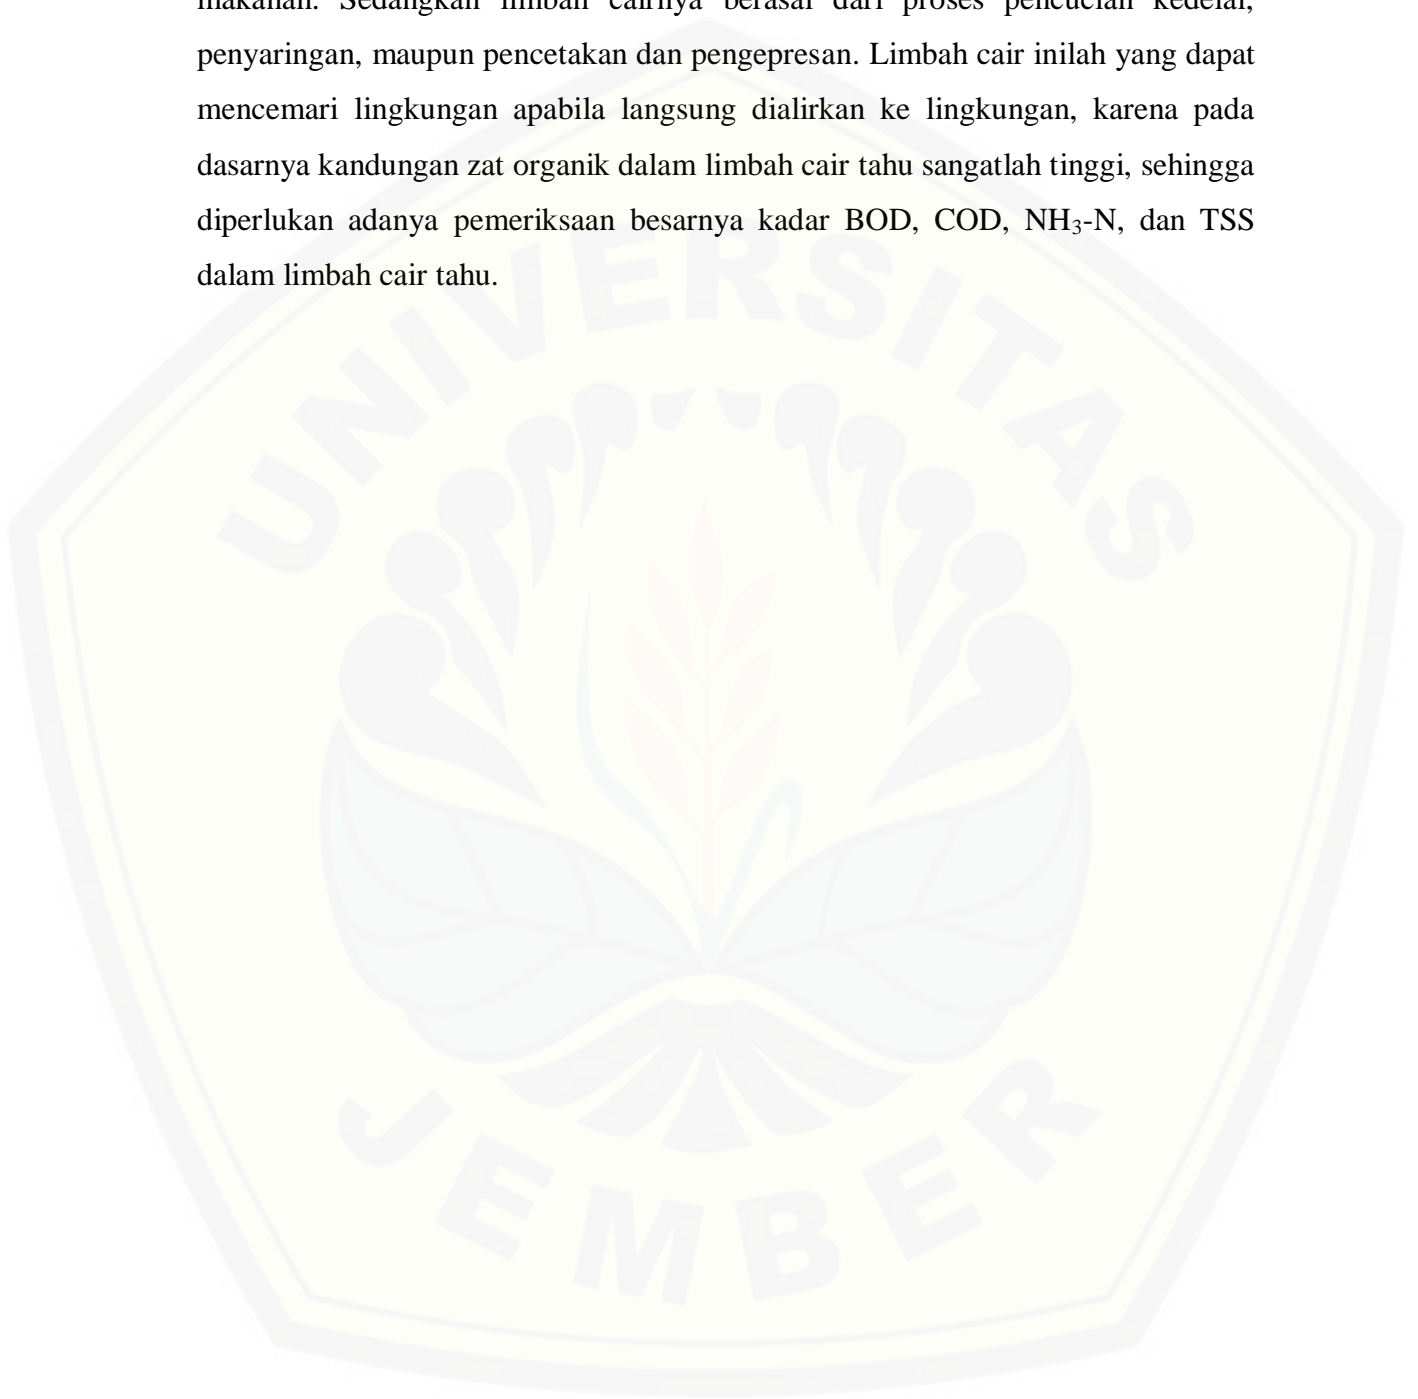 makanan. Sedangkan limbah cairnya berasal dari proses pencucian kedelai,
penyaringan, maupun pencetakan dan pengepresan. Limbah cair inilah yang dapat
mencemari lingkungan apabila langsung dialirkan ke lingkungan, karena pada
dasarnya kandungan zat organik dalam limbah cair tahu sangatlah tinggi, sehingga
diperlukan adanya pemeriksaan besarnya kadar BOD, COD, NH₃-N, dan TSS
dalam limbah cair tahu.
UNIVERSITAS
JEMBER